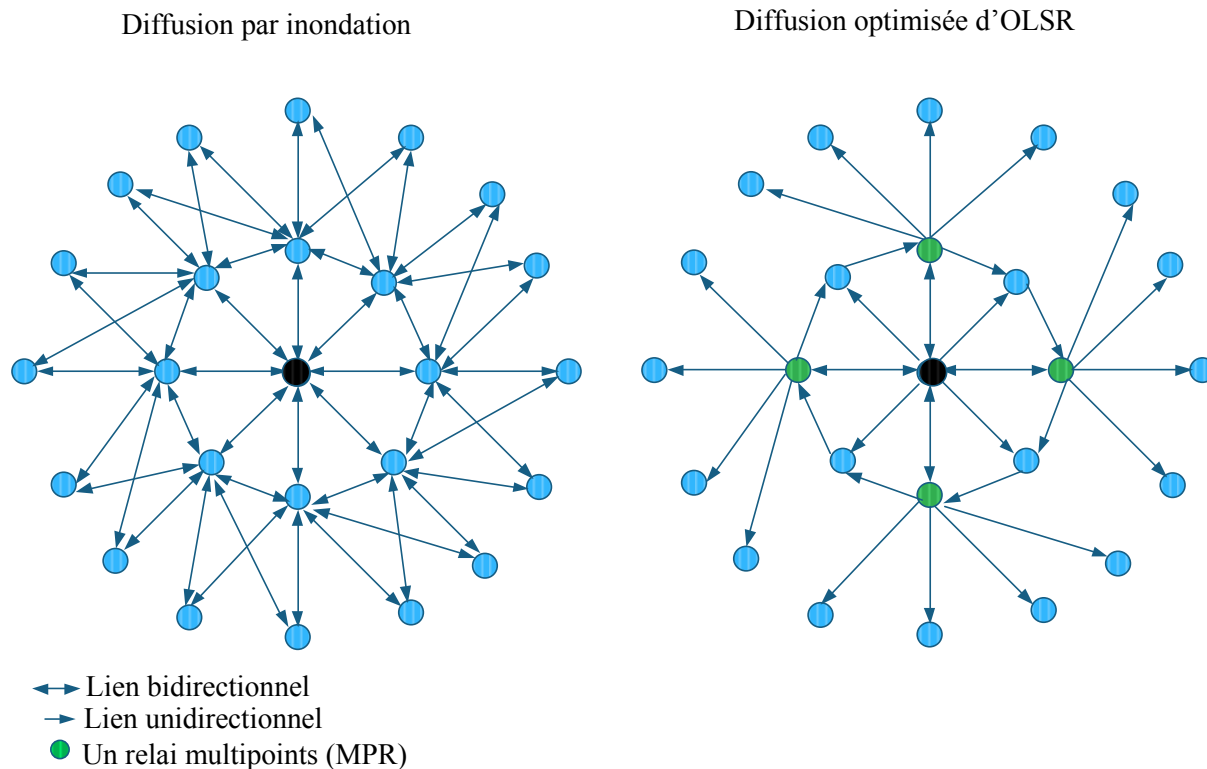 Diffusion par inondation
Diffusion optimisée d’OLSR
Lien bidirectionnel
Lien unidirectionnel
Un relai multipoints (MPR)